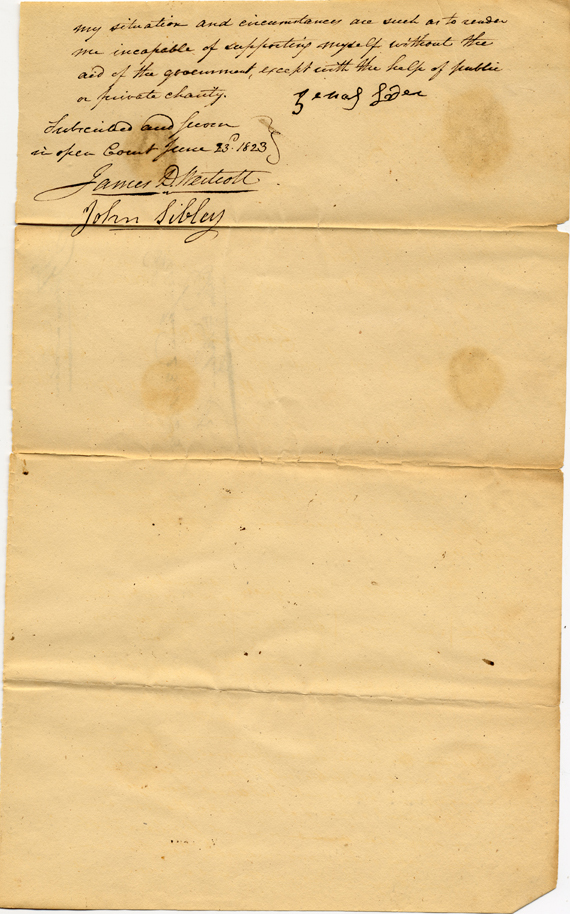 my situation and circumstances are such as to render
me incapable of supporting myself without the
aid of the government, except with the help of public
or private charity.
Zenas
Subscribed and sworn
in open Court June 23d. 1823
James D. Westcott
John Sibley